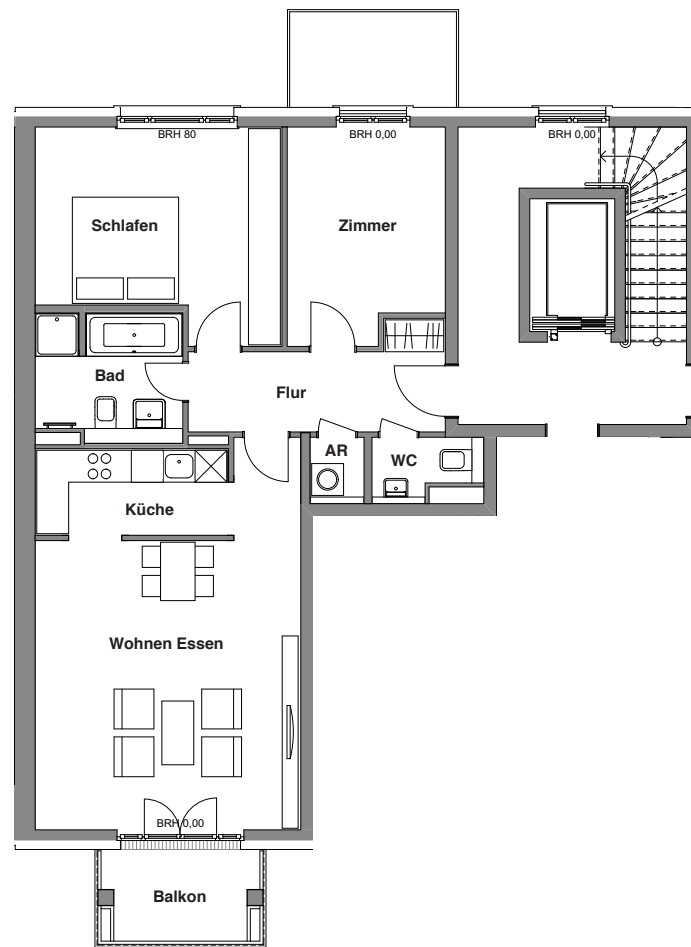 BRH 80
BRH 0,00
BRH 0,00
Schlafen
Zimmer
Bad
Flur
AR
WC
Küche
Wohnen Essen
BRH 0,00
Balkon